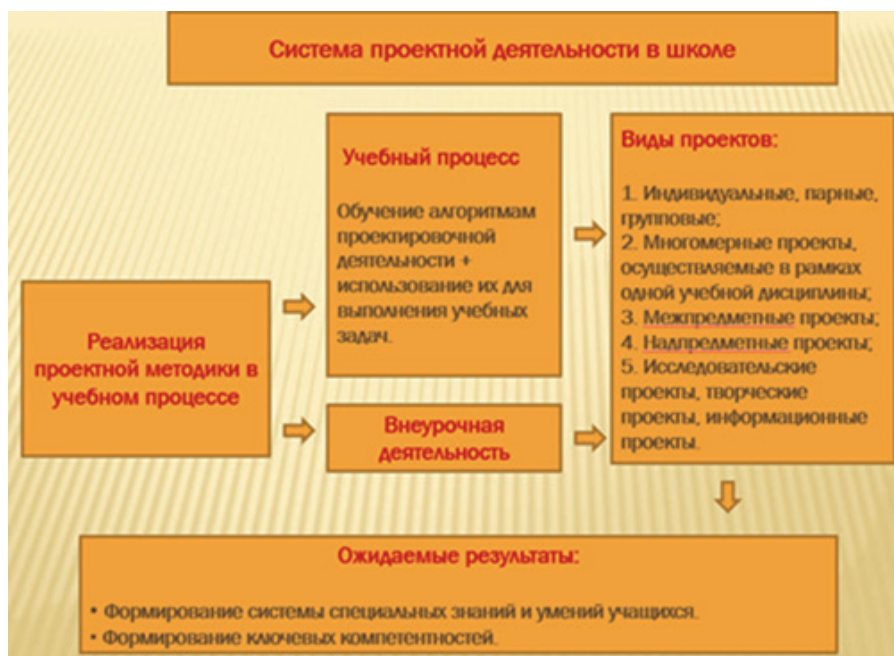 Система проектной деятельности в школе
Реализация
проектной методики в
учебном процессе
Учебный процесс
Обучение алгоритмам
проектировочной
деятельности +
использование их для
выполнения учебных
задач.
Внеурочная
деятельность
Виды проектов:
1. Индивидуальные, парные,
групповые;
2. Многомерные проекты,
осуществляемые в рамках
одной учебной дисциплины;
3. Межпредметные проекты;
4. Надпредметные проекты;
5. Исследовательские
проекты, творческие
проекты, информационные
проекты.
Ожидаемые результаты:
• Формирование системы специальных знаний и умений учащихся.
• Формирование ключевых компетентностей.